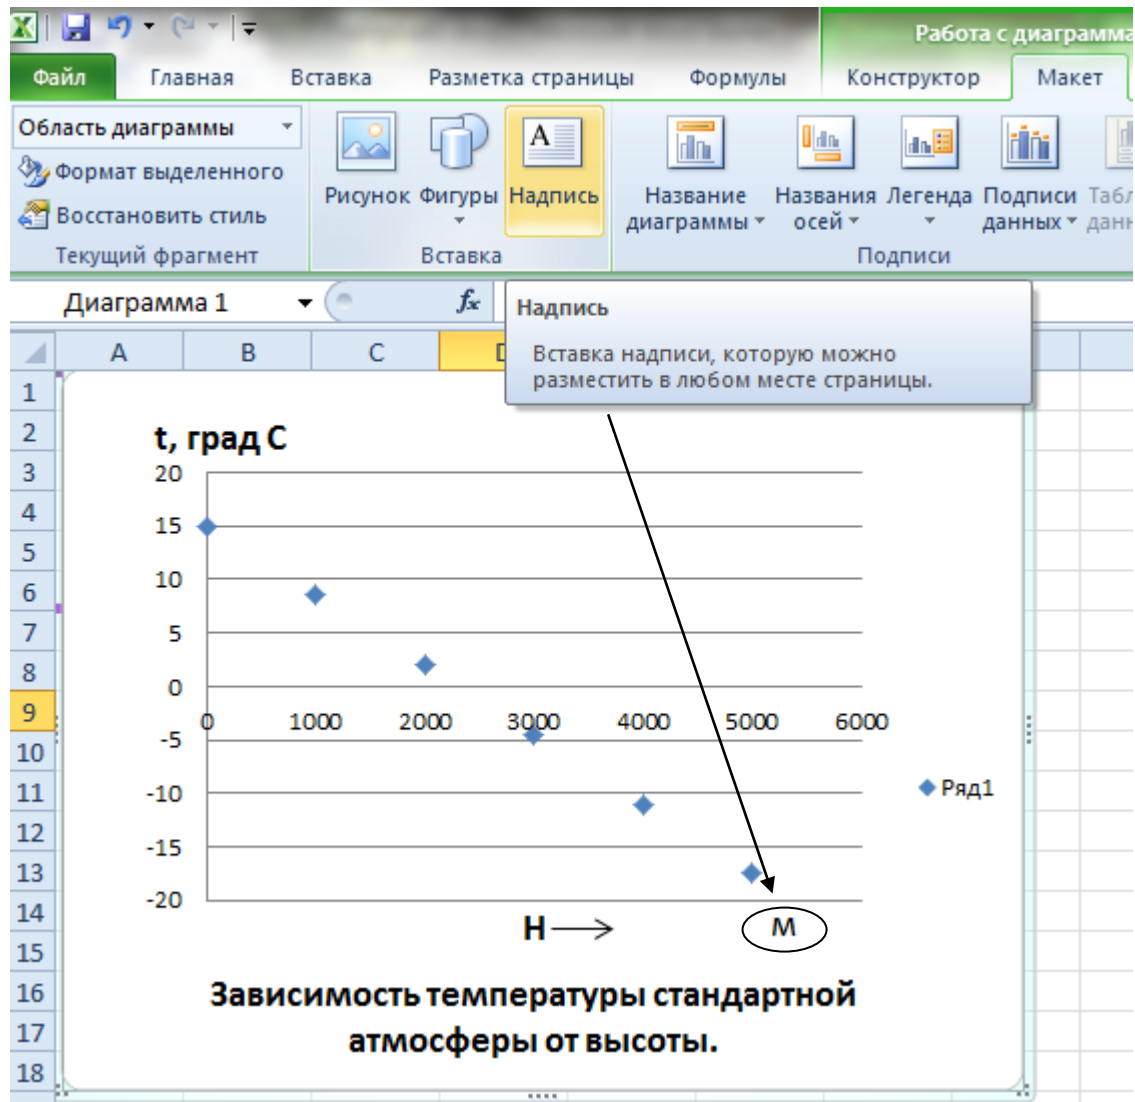 Работа с диаграмма
Файл Главная Вставка Разметка страницы Формулы Конструктор Макет
Область диаграммы
Формат выделенного
Восстановить стиль
Текущий фрагмент
Рисунок Фигуры Надпись
Вставка
Название диаграммы
Названия осей
Легенда
Подписи данных
Подписи
Диаграмма 1 fx
Надпись
Вставка надписи, которую можно
разместить в любом месте страницы.
A B C
1
2
3
4
5
6
7
8
9
10
11
12
13
14
15
16
17
18
t, град C
20
15
10
5
0
-5
-10
-15
-20
0 1000 2000 3000 4000 5000 6000
Ряд1
H
М
Зависимость температуры стандартной
атмосферы от высоты.